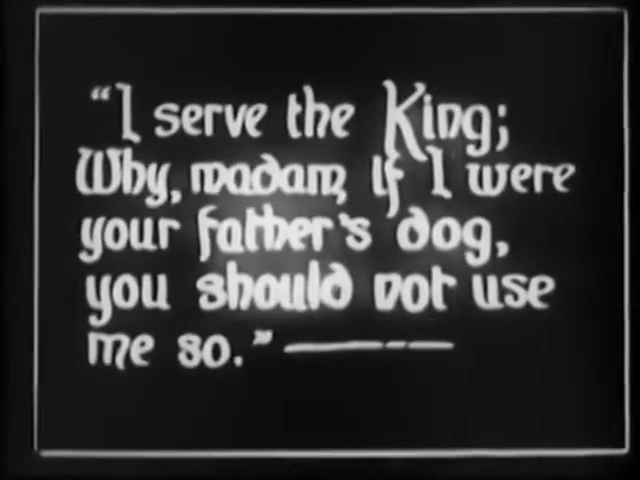 “I serve the King;
Why, madam, if I were
your father's dog,
you should not use
me so.”